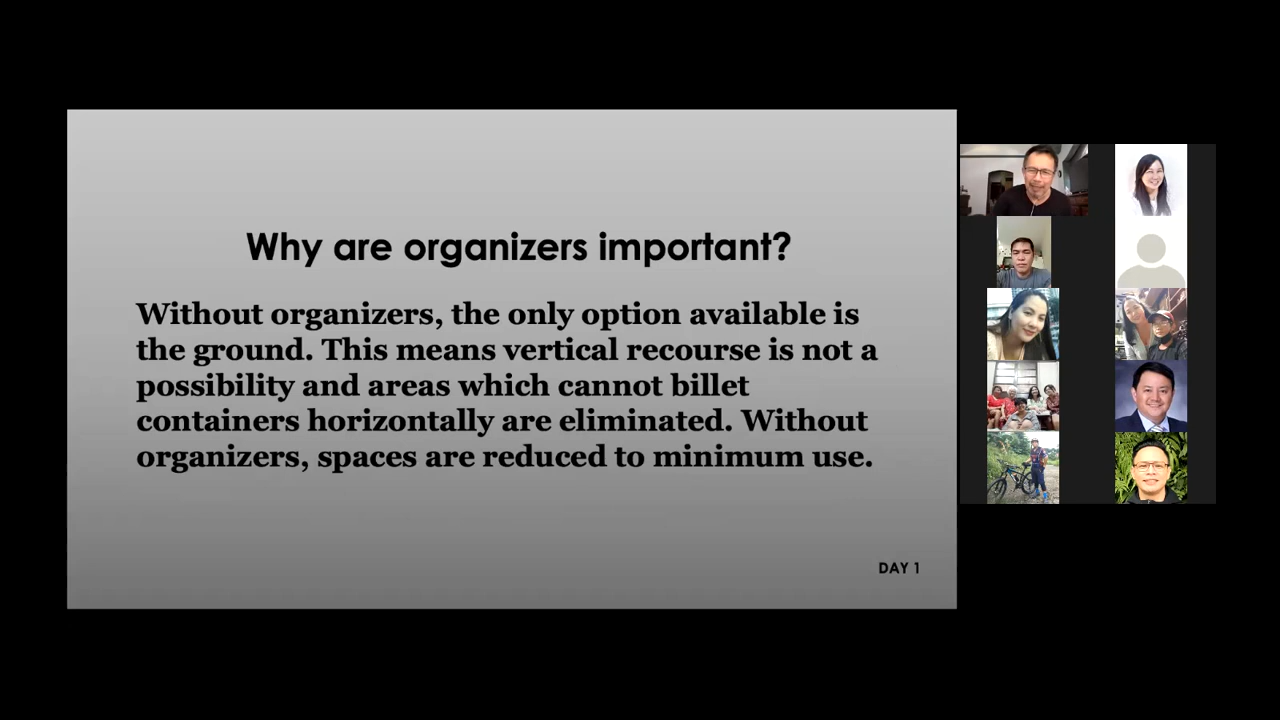 Why are organizers important?
Without organizers, the only option available is
the ground. This means vertical recourse is not a
possibility and areas which cannot billet
containers horizontally are eliminated. Without
organizers, spaces are reduced to minimum use.
DAY 1